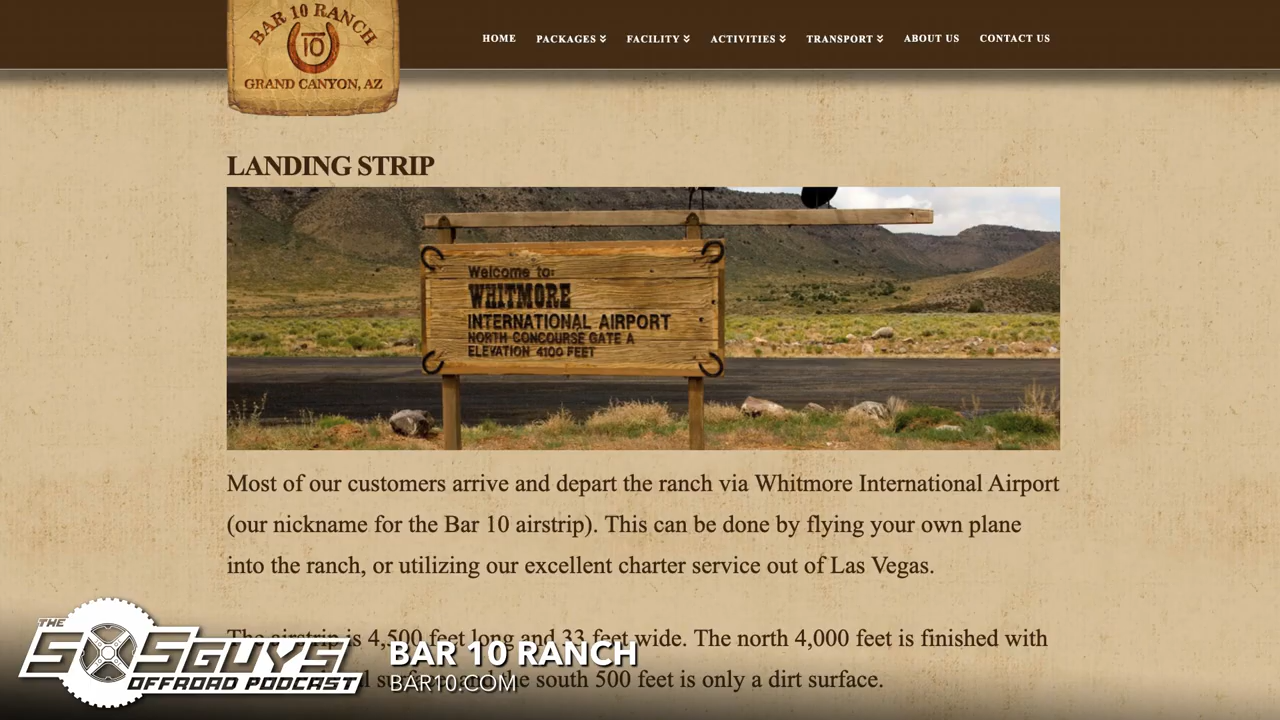 BAR 10 RANCH
10
GRAND CANYON, AZ
HOME PACKAGES FACILITY ACTIVITIES TRANSPORT ABOUT US CONTACT US
LANDING STRIP
Welcome to:
WHITMORE
INTERNATIONAL AIRPORT
NORTH CONCOURSE GATE A
ELEVATION 4100 FEET
Most of our customers arrive and depart the ranch via Whitmore International Airport
(our nickname for the Bar 10 airstrip). This can be done by flying your own plane
into the ranch, or utilizing our excellent charter service out of Las Vegas.
The airstrip is 4,500 feet long and 33 feet wide. The north 4,000 feet is finished with
the south 500 feet is only a dirt surface.
THE
SOSGUYS
OFFROAD PODCAST
BAR 10 RANCH
BAR10.COM